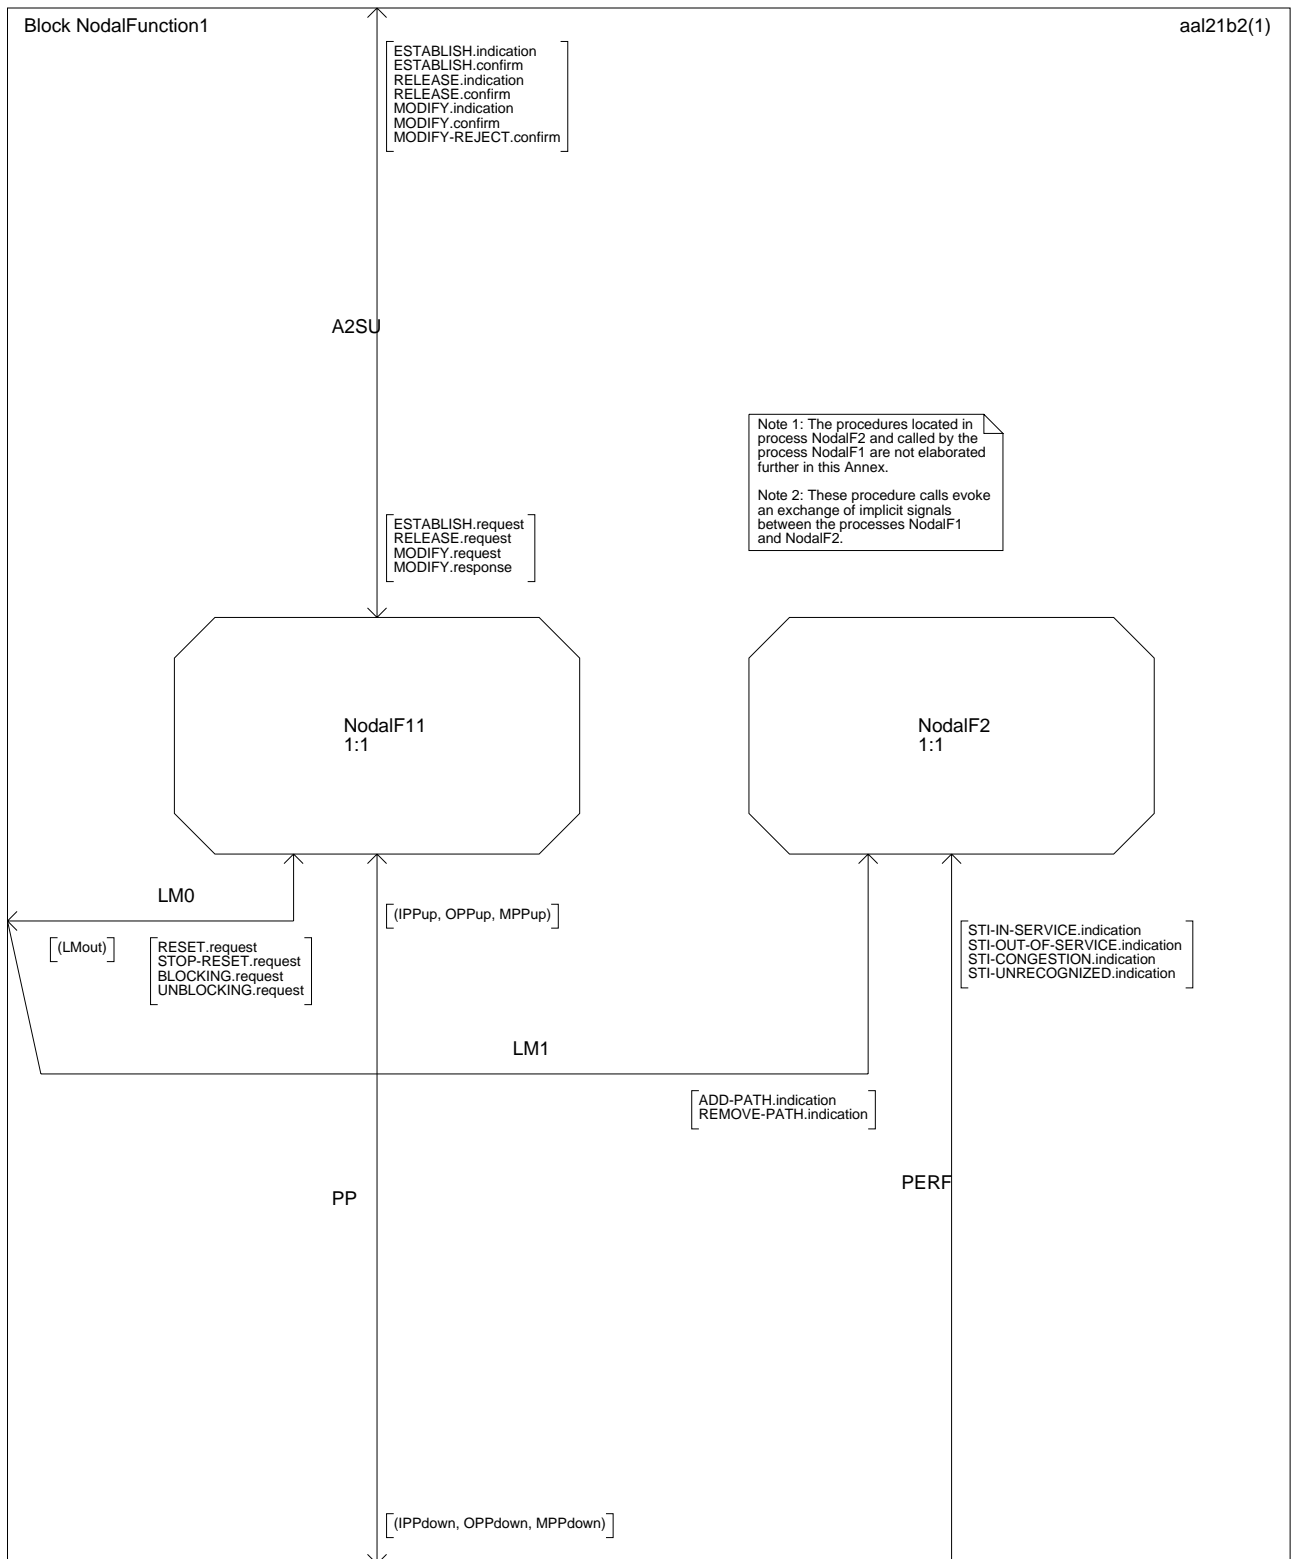 Block NodalFunction1
aal21b2(1)
ESTABLISH.indication
ESTABLISH.confirm
RELEASE.indication
RELEASE.confirm
MODIFY.indication
MODIFY.confirm
MODIFY-REJECT.confirm
A2SU
Note 1: The procedures located in
process NodalF2 and called by the
process NodalF1 are not elaborated
further in this Annex.
Note 2: These procedure calls evoke
an exchange of implicit signals
between the processes NodalF1
and NodalF2.
ESTABLISH.request
RELEASE.request
MODIFY.request
MODIFY.response
NodalF11
1:1
NodalF2
1:1
LM0
(IPPup, OPPup, MPPup)
(LMout)
RESET.request
STOP-RESET.request
BLOCKING.request
UNBLOCKING.request
STI-IN-SERVICE.indication
STI-OUT-OF-SERVICE.indication
STI-CONGESTION.indication
STI-UNRECOGNIZED.indication
LM1
ADD-PATH.indication
REMOVE-PATH.indication
PP
PERF
(IPPdown, OPPdown, MPPdown)